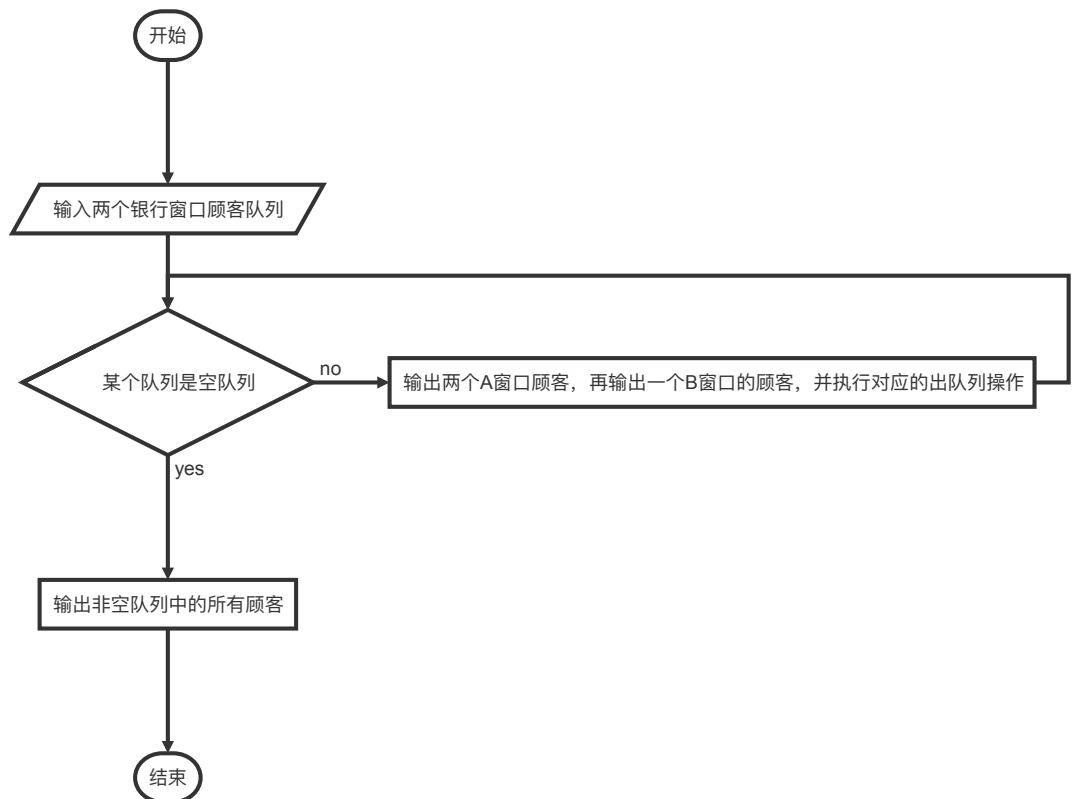 开始
输入两个银行窗口顾客队列
某个队列是空队列
no
输出两个A窗口顾客，再输出一个B窗口的顾客，并执行对应的出队列操作
yes
输出非空队列中的所有顾客
结束